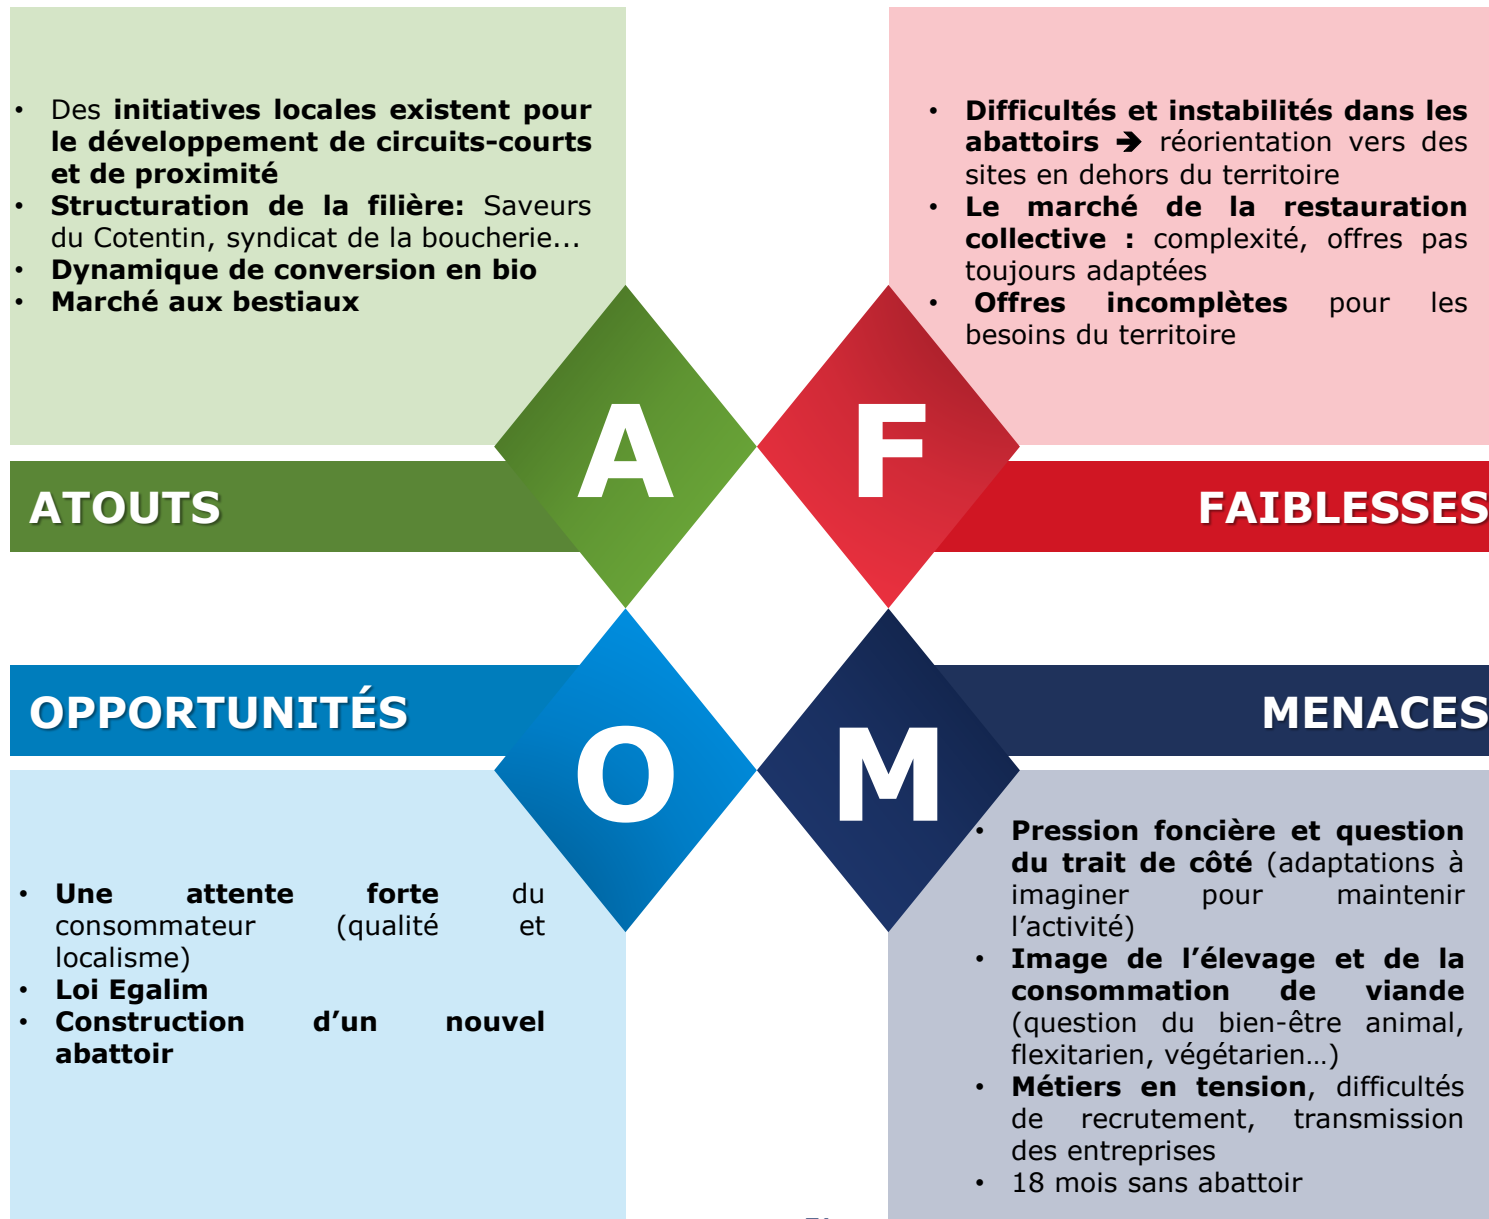 • Des initiatives locales existent pour
le développement de circuits-courts
et de proximité
• Structuration de la filière: Saveurs
du Cotentin, syndicat de la boucherie...
• Dynamique de conversion en bio
• Marché aux bestiaux
A
ATOUTS
• Difficultés et instabilités dans les
abattoirs ➔ réorientation vers des
sites en dehors du territoire
• Le marché de la restauration
collective : complexité, offres pas
toujours adaptées
• Offres incomplètes pour les
besoins du territoire
F
FAIBLESSES
OPPORTUNITÉS
O
• Une attente forte du
consommateur (qualité et
localisme)
• Loi Egalim
• Construction d’un nouvel
abattoir
MENACES
M
• Pression foncière et question
du trait de côté (adaptations à
imaginer pour maintenir
l’activité)
• Image de l’élevage et de la
consommation de viande
(question du bien-être animal,
flexitarien, végétarien…)
• Métiers en tension, difficultés
de recrutement, transmission
des entreprises
• 18 mois sans abattoir